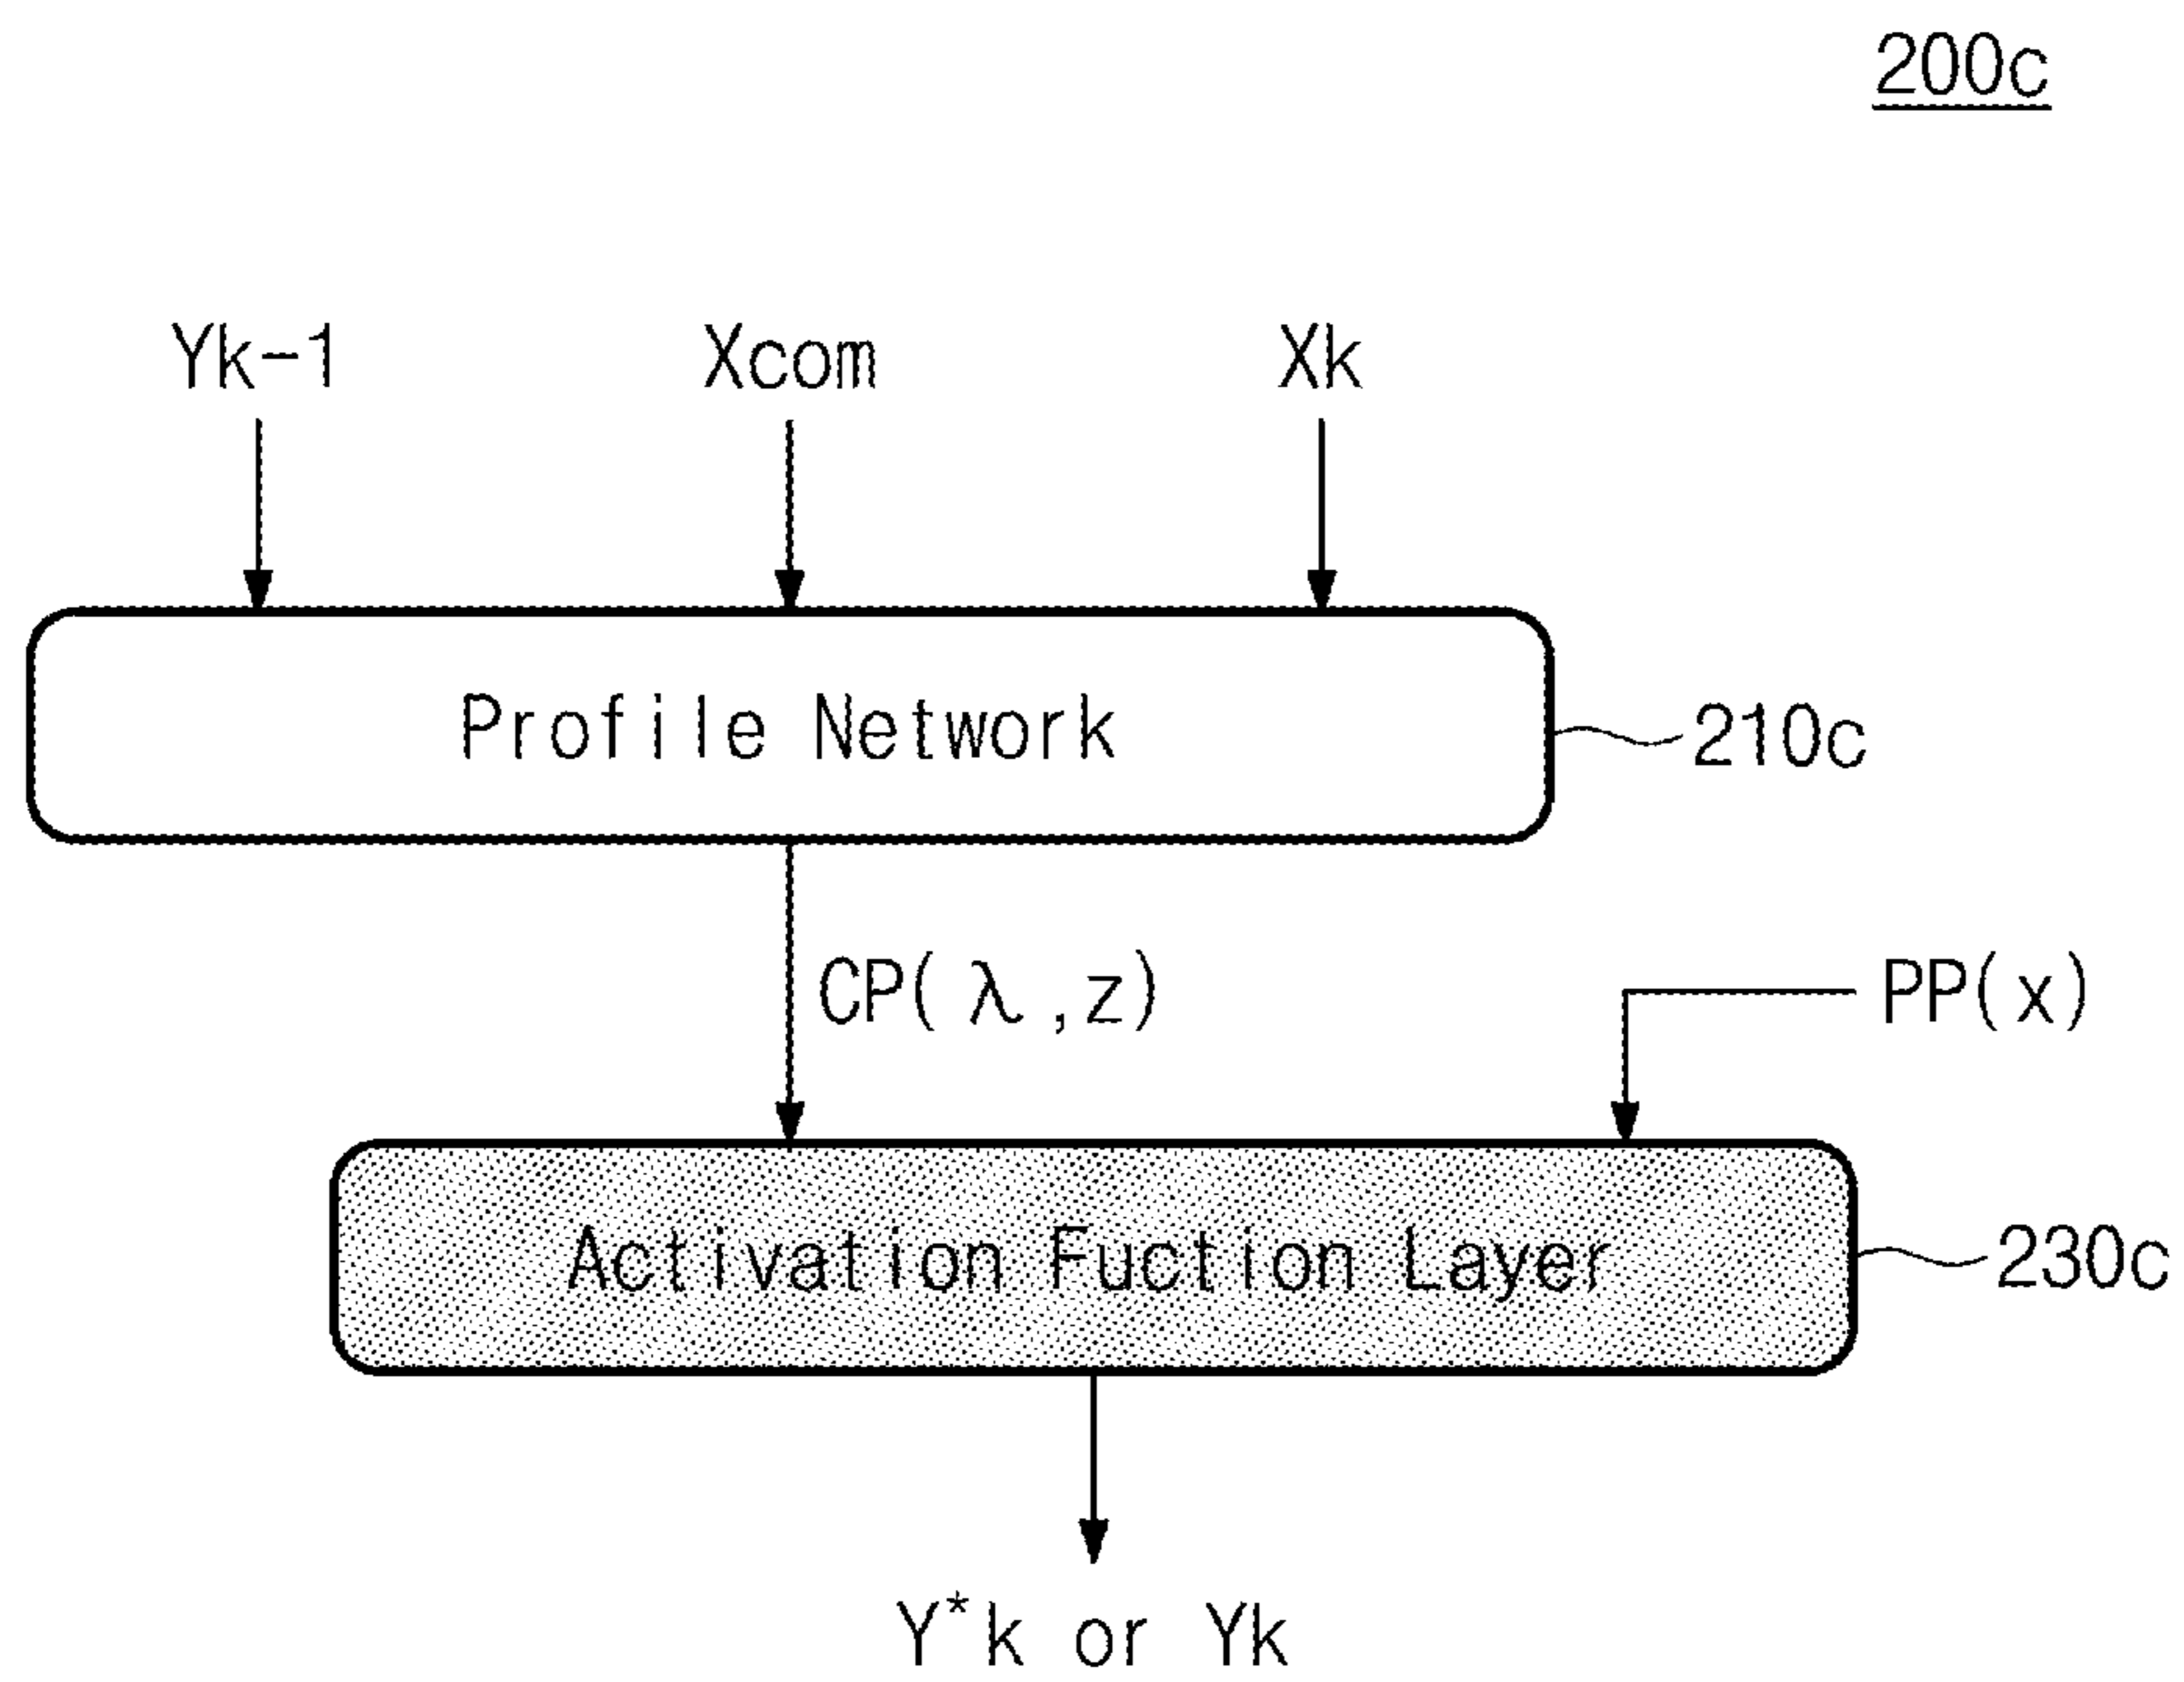 200c
Yk-1 Xcom Xk
Profile Network
210c
CP(λ,z) PP(x)
Activation Fuction Layer
230c
Y*k or Yk